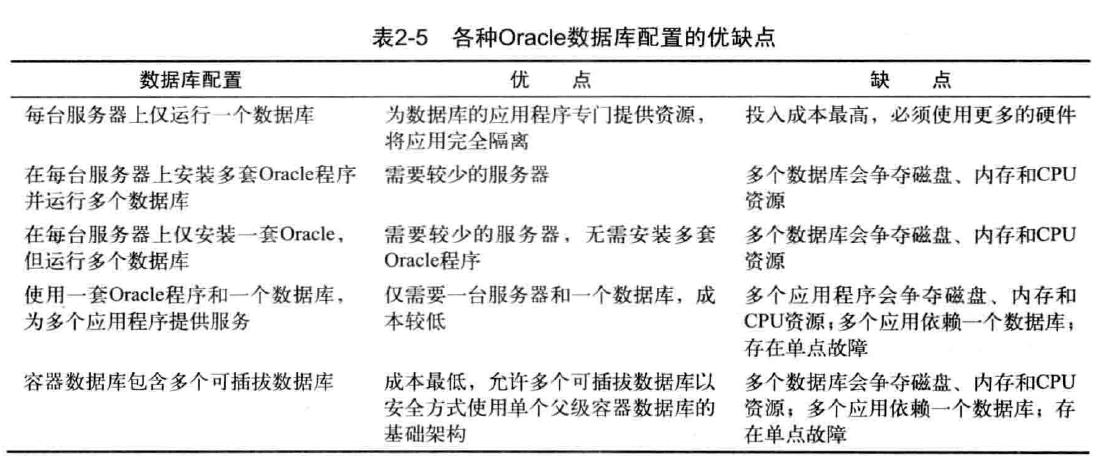 表2-5 各种Oracle数据库配置的优缺点
数据库配置 优 点 缺 点
每台服务器上仅运行一个数据库 为数据库的应用程序专门提供资源, 投入成本最高,必须使用更多的硬件
将应用完全隔离
在每台服务器上安装多套Oracle程序 需要较少的服务器 多个数据库会争夺磁盘、内存和CPU
并运行多个数据库 资源
在每台服务器上仅安装一套Oracle, 需要较少的服务器,无需安装多套 多个数据库会争夺磁盘、内存和CPU
但运行多个数据库 Oracle程序 资源
使用一套Oracle程序和一个数据库, 仅需要一台服务器和一个数据库,成 多个应用程序会争夺磁盘、内存和
为多个应用程序提供服务 本较低 CPU资源;多个应用依赖一个数据库;
存在单点故障
容器数据库包含多个可插拔数据库 成本最低,允许多个可插拔数据库以 多个数据库会争夺磁盘、内存和CPU
安全方式使用单个父级容器数据库的 资源;多个应用依赖一个数据库;存
基础架构 在单点故障